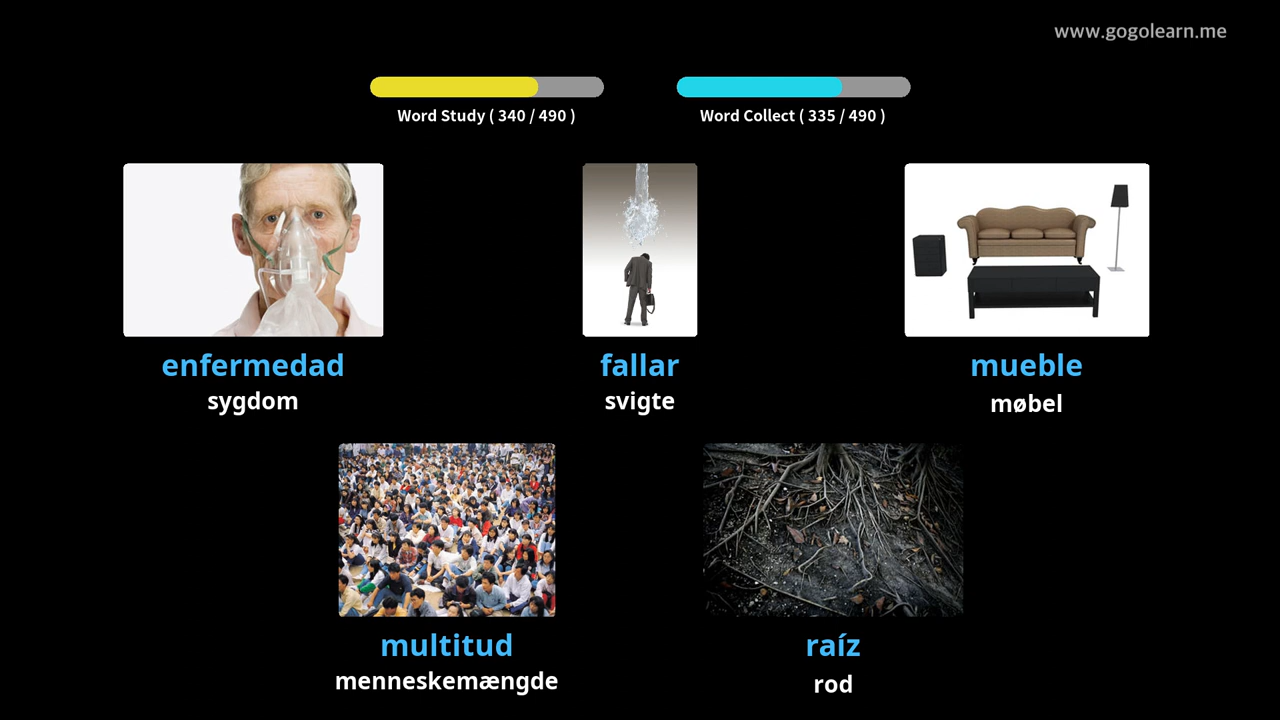 www.gogolearn.me
Word Study ( 340 / 490 )
Word Collect ( 335 / 490 )
enfermedad
sygdom
fallar
svigte
mueble
møbel
multitud
menneskemængde
raíz
rod